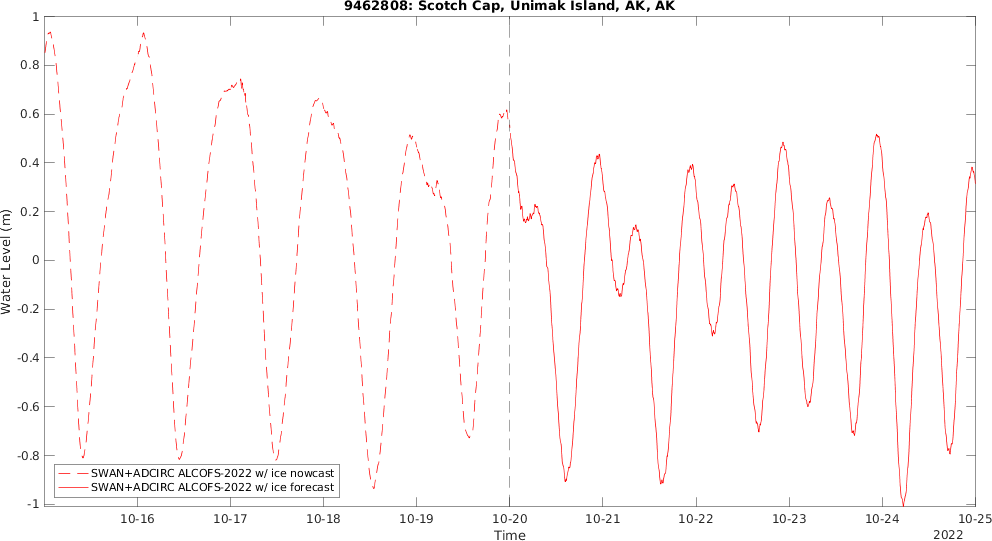 9462808: Scotch Cap, Unimak Island, AK, AK
Water Level (m)
1
0.8
0.6
0.4
0.2
0
-0.2
-0.4
-0.6
-0.8
-1
SWAN+ADCIRC ALCOFS-2022 w/ ice nowcast
SWAN+ADCIRC ALCOFS-2022 w/ ice forecast
10-16 10-17 10-18 10-19 10-20 10-21 10-22 10-23 10-24 10-25
Time
2022